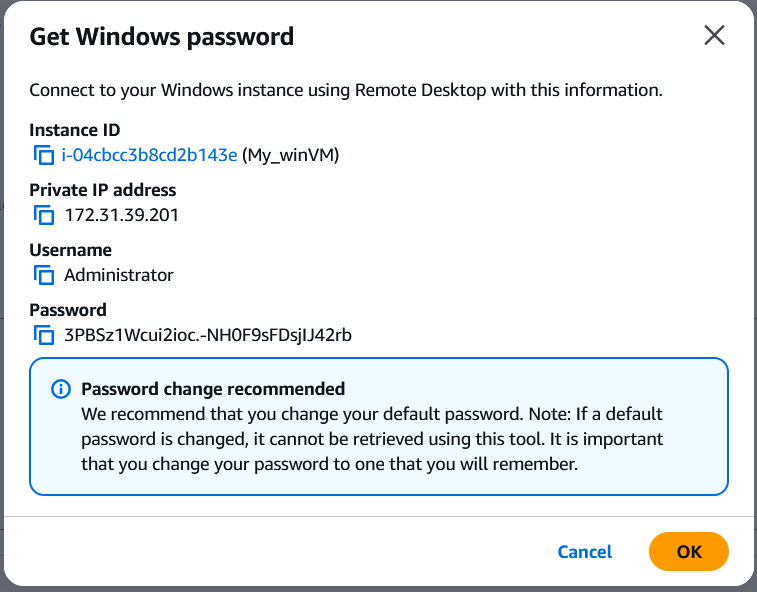 Get Windows password
Connect to your Windows instance using Remote Desktop with this information.
Instance ID
i-04cbcc3b8cd2b143e (My_winVM)
Private IP address
172.31.39.201
Username
Administrator
Password
3PBSz1Wcui2ioc.-NH0F9sFDsjIJ42rb
Password change recommended
We recommend that you change your default password. Note: If a default
password is changed, it cannot be retrieved using this tool. It is important
that you change your password to one that you will remember.
Cancel
OK